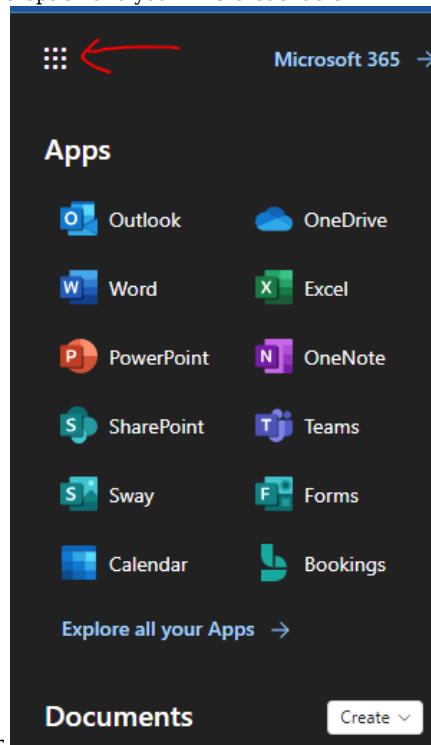 Microsoft 365 →
Apps
Outlook OneDrive
Word Excel
PowerPoint OneNote
SharePoint Teams
Sway Forms
Calendar Bookings
Explore all your Apps →
Documents Create